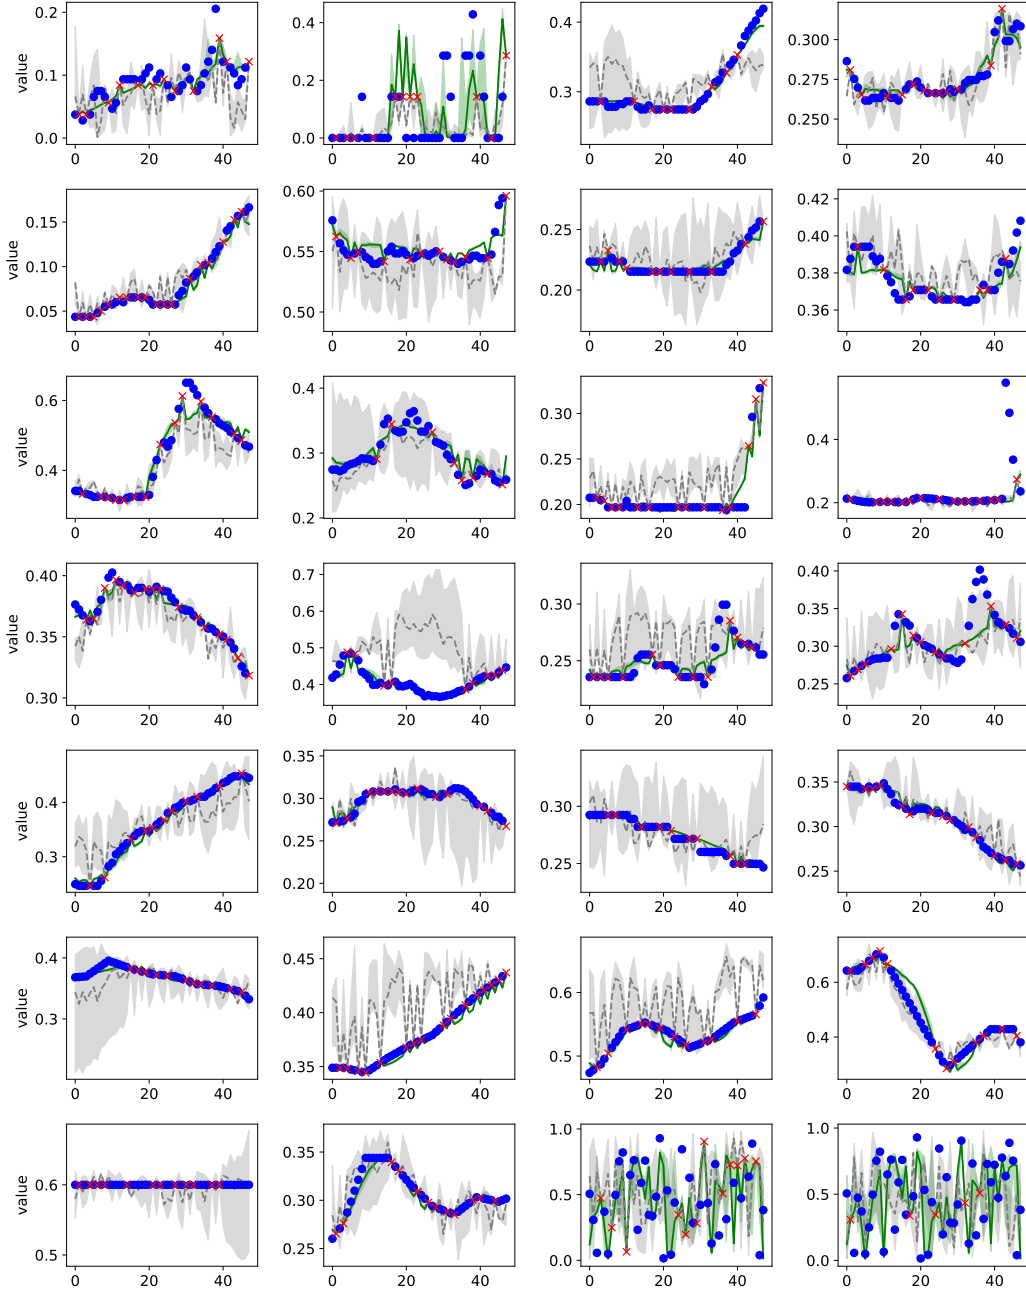 value 0.0 0.1 0.2 0 20 40
0.0 0.2 0.4 0 20 40
0.3 0.4 0 20 40
0.250 0.275 0.300 0 20 40
value 0.05 0.10 0.15 0 20 40
0.50 0.55 0.60 0 20 40
0.20 0.25 0 20 40
0.36 0.38 0.40 0.42 0 20 40
value 0.4 0.6 0 20 40
0.2 0.3 0.4 0 20 40
0.20 0.25 0.30 0 20 40
0.2 0.4 0 20 40
value 0.30 0.35 0.40 0 20 40
0.4 0.5 0.6 0.7 0 20 40
0.25 0.30 0 20 40
0.25 0.30 0.35 0.40 0 20 40
value 0.3 0.4 0 20 40
0.20 0.25 0.30 0.35 0 20 40
0.25 0.30 0 20 40
0.25 0.30 0.35 0 20 40
value 0.3 0.4 0 20 40
0.35 0.40 0.45 0 20 40
0.5 0.6 0 20 40
0.4 0.6 0 20 40
value 0.5 0.6 0 20 40
0.25 0.30 0.35 0 20 40
0.0 0.5 1.0 0 20 40
0.0 0.5 1.0 0 20 40